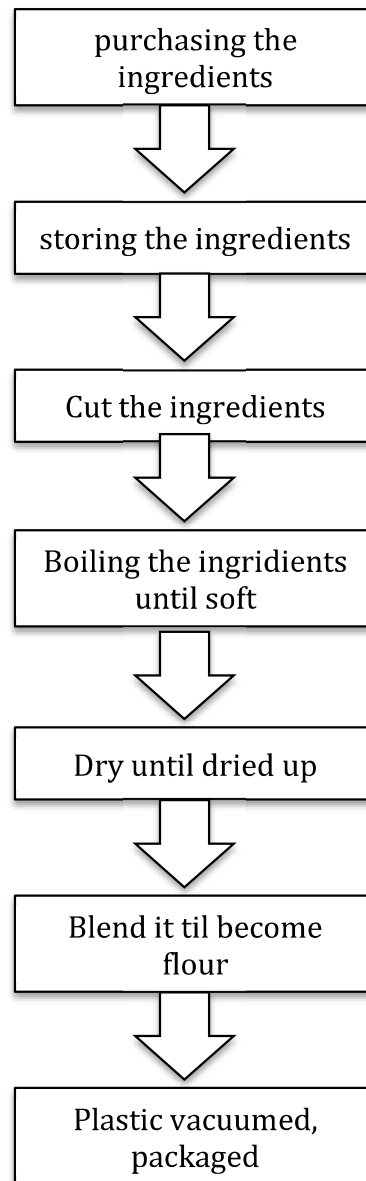 purchasing the
ingredients
storing the ingredients
Cut the ingredients
Boiling the ingridients
until soft
Dry until dried up
Blend it til become
flour
Plastic vacuumed,
packaged